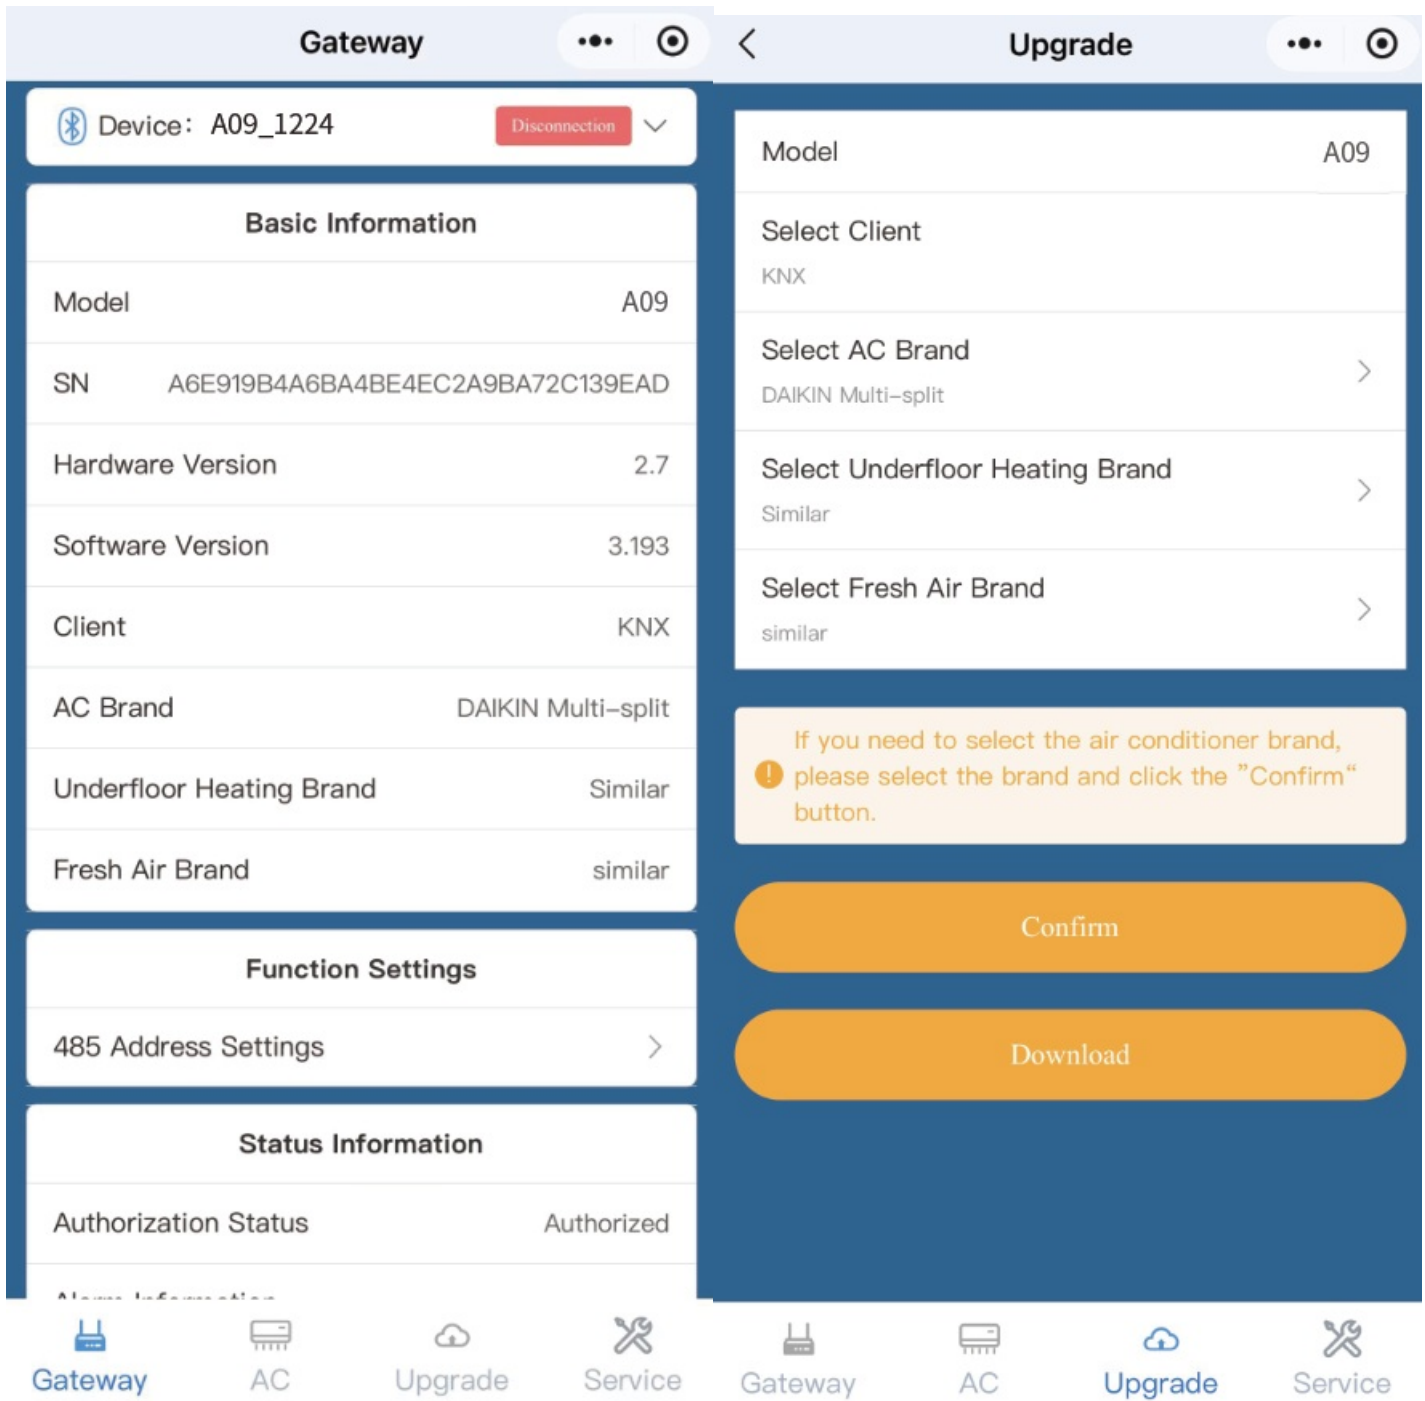 Gateway
Device: A09_1224
Disconnection
Basic Information
Model A09
SN A6E919B4A6BA4BE4EC2A9BA72C139EAD
Hardware Version 2.7
Software Version 3.193
Client KNX
AC Brand DAIKIN Multi-split
Underfloor Heating Brand Similar
Fresh Air Brand similar
Function Settings
485 Address Settings
Status Information
Authorization Status Authorized
Alarm Information
Gateway AC Upgrade Service
Upgrade
Model A09
Select Client
KNX
Select AC Brand
DAIKIN Multi-split
Select Underfloor Heating Brand
Similar
Select Fresh Air Brand
similar
If you need to select the air conditioner brand,
please select the brand and click the ”Confirm“
button.
Confirm
Download
Gateway AC Upgrade Service